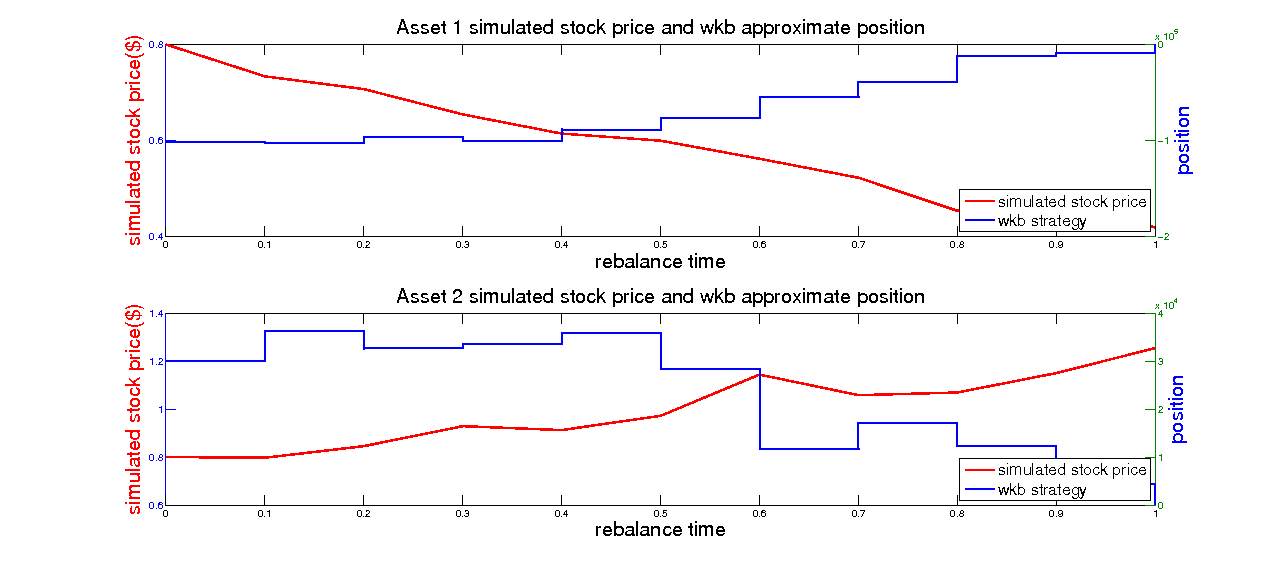 Asset 1 simulated stock price and wkb approximate position
x 10^5
simulated stock price($)
0.8
0.6
0.4
0
-1
-2
position
simulated stock price
wkb strategy
0 0.1 0.2 0.3 0.4 0.5 0.6 0.7 0.8 0.9 1
rebalance time
Asset 2 simulated stock price and wkb approximate position
x 10^4
simulated stock price($)
1.4
1.2
1
0.8
0.6
4
3
2
1
0
position
simulated stock price
wkb strategy
0 0.1 0.2 0.3 0.4 0.5 0.6 0.7 0.8 0.9 1
rebalance time